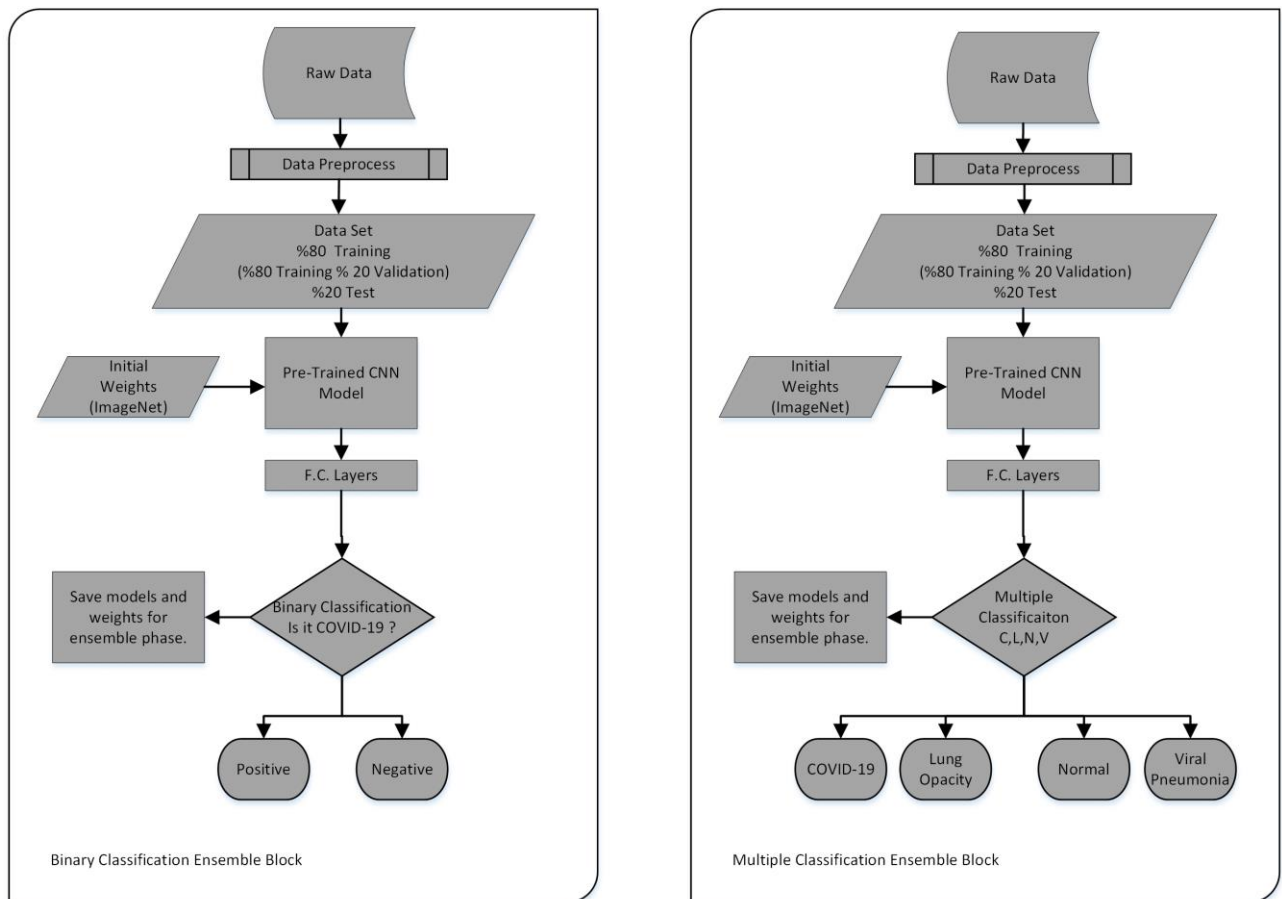 Raw Data
Data Preprocess
Data Set
%80 Training
(%80 Training % 20 Validation)
%20 Test
Initial
Weights
(ImageNet)
Pre-Trained CNN
Model
F.C. Layers
Save models and
weights for
ensemble phase.
Binary Classification
Is it COVID-19 ?
Positive
Negative
Binary Classification Ensemble Block
Raw Data
Data Preprocess
Data Set
%80 Training
(%80 Training % 20 Validation)
%20 Test
Initial
Weights
(ImageNet)
Pre-Trained CNN
Model
F.C. Layers
Save models and
weights for
ensemble phase.
Multiple
Classificaiton
C,L,N,V
COVID-19
Lung
Opacity
Normal
Viral
Pneumonia
Multiple Classification Ensemble Block